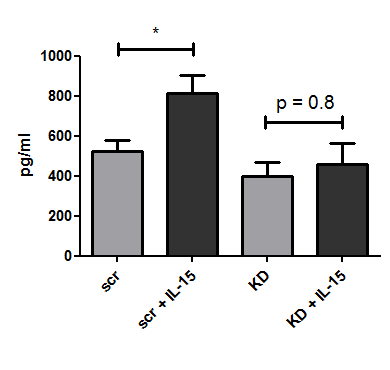 *
p = 0.8
pg/ml
1000
800
600
400
200
0
scr
scr + IL-15
KD
KD + IL-15